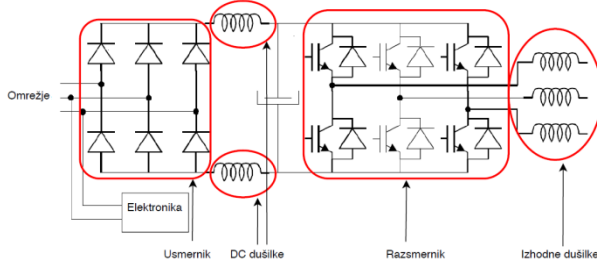 Omrežje
Elektronika
Usmernik
DC dušilke
Razsmernik
Izhodne dušilke